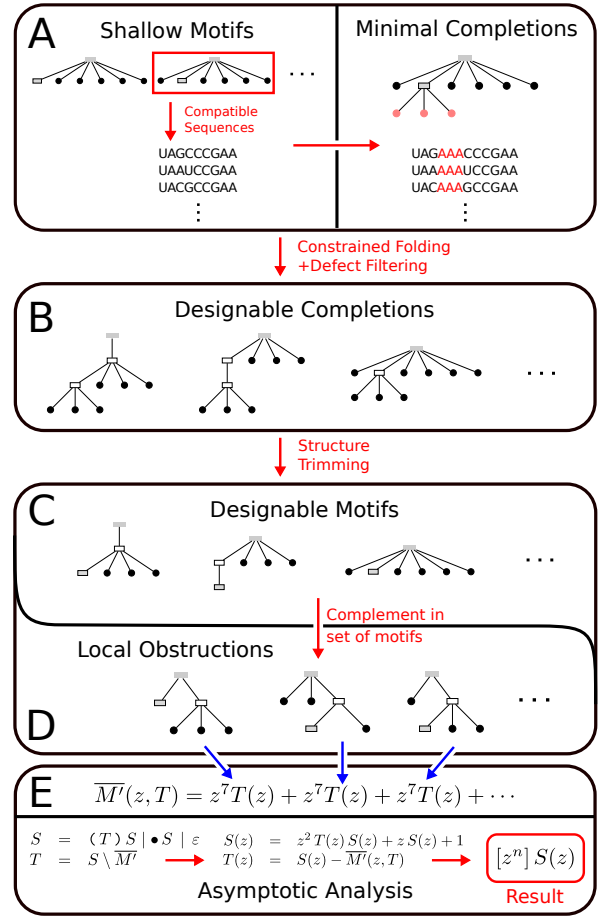 A
Shallow Motifs
Minimal Completions
. . .
Compatible
Sequences
UAGCCCGAA
UAAUCCGAA
UACGCCGAA
⋮
UAGAAACCCGAA
UAAAAAUCCGAA
UACAAAGCCGAA
⋮
Constrained Folding
+Defect Filtering
B
Designable Completions
. . .
Structure
Trimming
C
Designable Motifs
. . .
Complement in
set of motifs
Local Obstructions
. . .
D
E
$\overline{M'}(z,T) = z^7T(z) + z^7T(z) + z^7T(z) + \cdots$
$S = (T)S \mid \bullet S \mid \varepsilon$
$T = S \setminus \overline{M'}$
$S(z) = z^2\,T(z)\,S(z) + z\,S(z) + 1$
$T(z) = S(z) - \overline{M'}(z,T)$
$[z^n]\,S(z)$
Asymptotic Analysis
Result